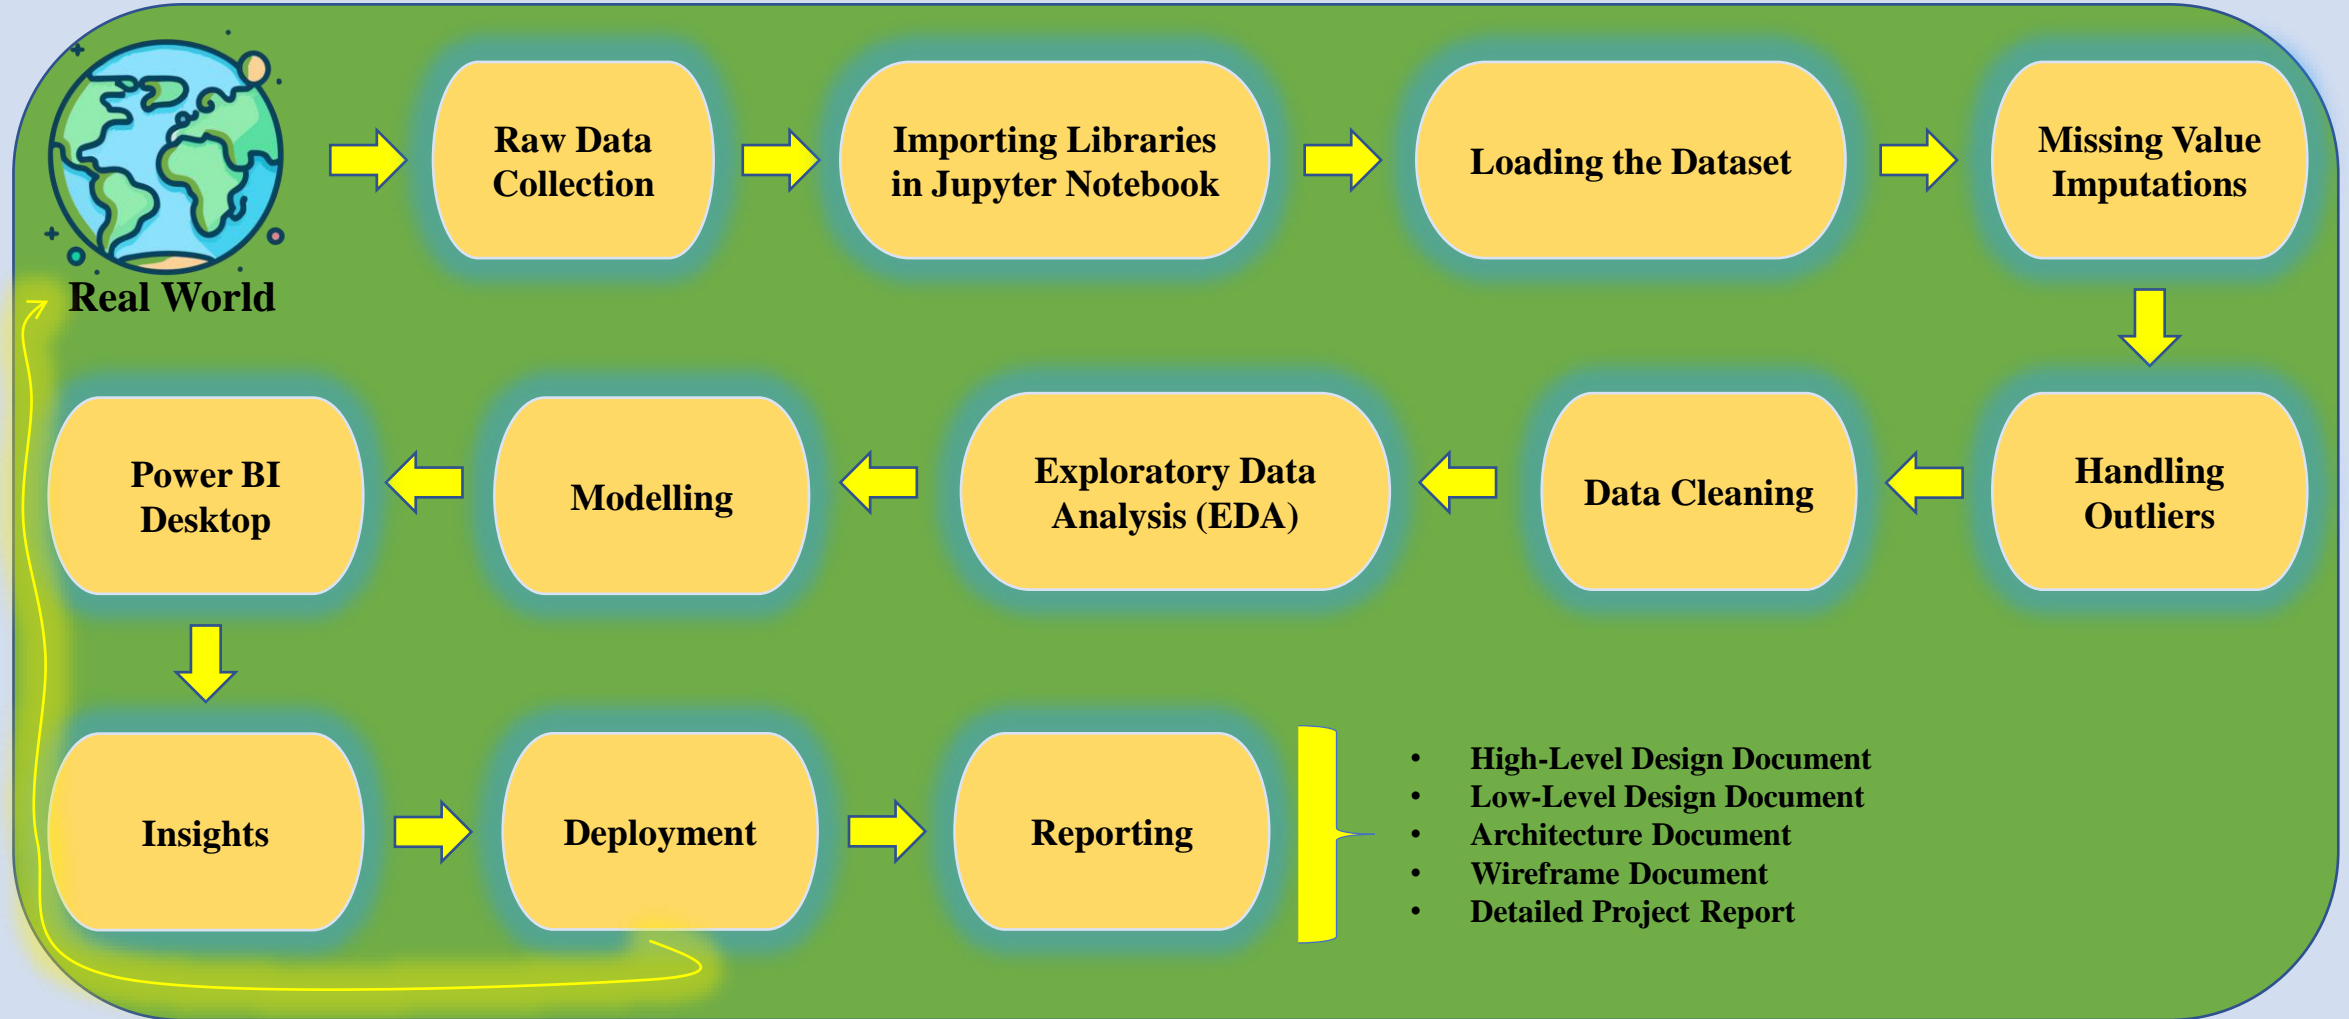 Real World
Raw Data
Collection
Importing Libraries
in Jupyter Notebook
Loading the Dataset
Missing Value
Imputations
Handling
Outliers
Data Cleaning
Exploratory Data
Analysis (EDA)
Modelling
Power BI
Desktop
Insights
Deployment
Reporting
• High-Level Design Document
• Low-Level Design Document
• Architecture Document
• Wireframe Document
• Detailed Project Report